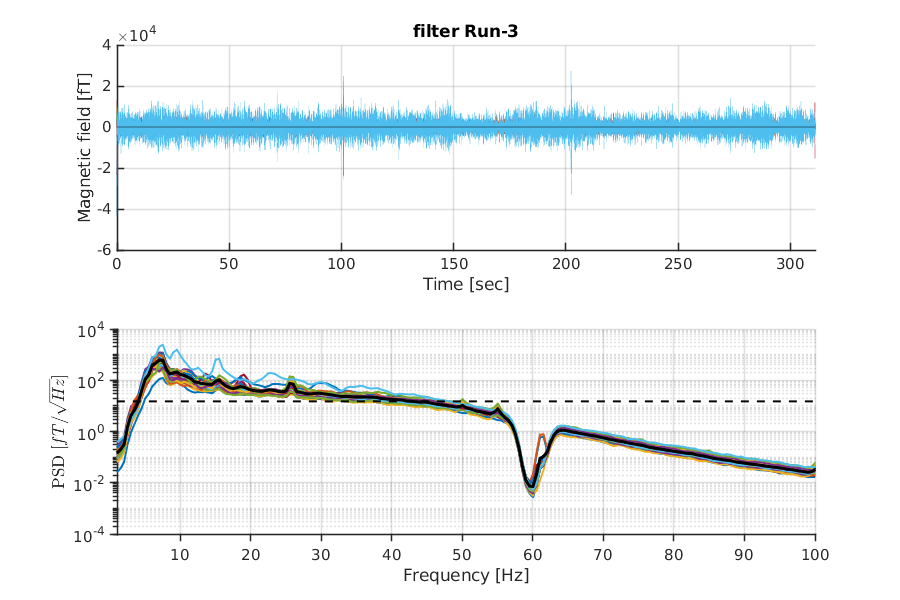 filter Run-3
×10⁴
4
2
0
-2
-4
-6
Magnetic field [fT]
0 50 100 150 200 250 300
Time [sec]
10⁴
10²
10⁰
10⁻²
10⁻⁴
PSD [fT/√Hz]
10 20 30 40 50 60 70 80 90 100
Frequency [Hz]